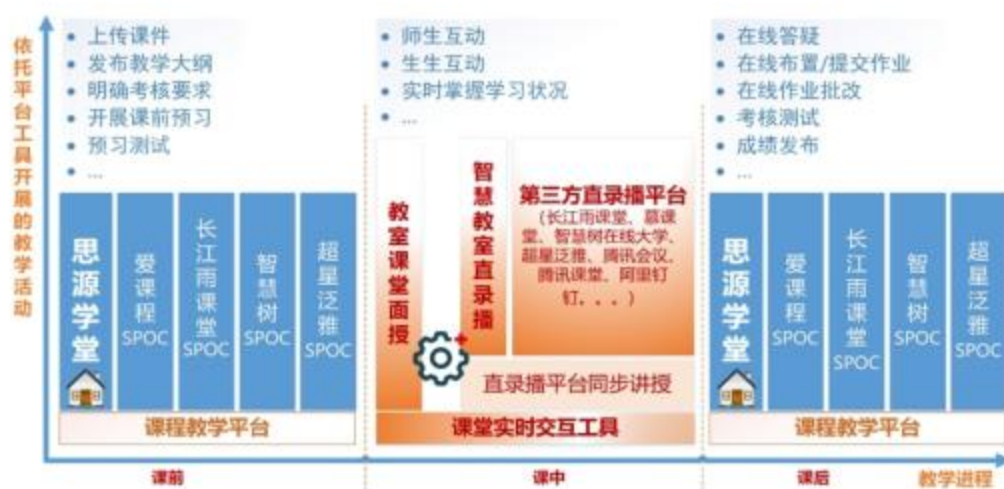 依托平台工具开展的教学活动
• 上传课件
• 发布教学大纲
• 明确考核要求
• 开展课前预习
• 预习测试
• ...
思源学堂
爱课程SPOC
长江雨课堂SPOC
智慧树SPOC
超星泛雅SPOC
课程教学平台
• 师生互动
• 生生互动
• 实时掌握学习状况
• ...
教室课堂面授
智慧教室直录播
第三方直录播平台
（长江雨课堂、慕课
堂、智慧树在线大学、
超星泛雅、腾讯会议、
腾讯课堂、阿里钉
钉。。。）
直录播平台同步讲授
课堂实时交互工具
• 在线答疑
• 在线布置/提交作业
• 在线作业批改
• 考核测试
• 成绩发布
• ...
思源学堂
爱课程SPOC
长江雨课堂SPOC
智慧树SPOC
超星泛雅SPOC
课程教学平台
课前
课中
课后
教学进程